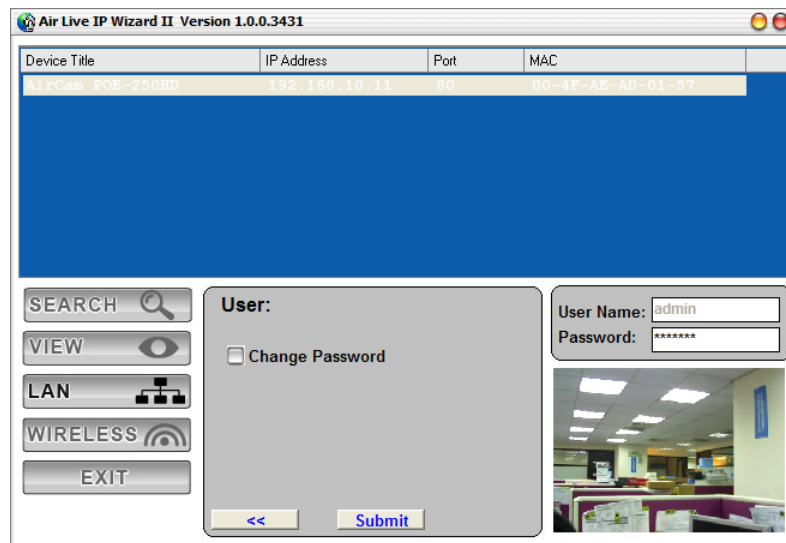 Air Live IP Wizard II Version 1.0.0.3431
Device Title IP Address Port MAC
AirCam POE-250HD 192.168.10.11 80 00-4F-AE-A0-01-57
SEARCH
VIEW
LAN
WIRELESS
EXIT
User:
Change Password
<< Submit
User Name: admin
Password: *******